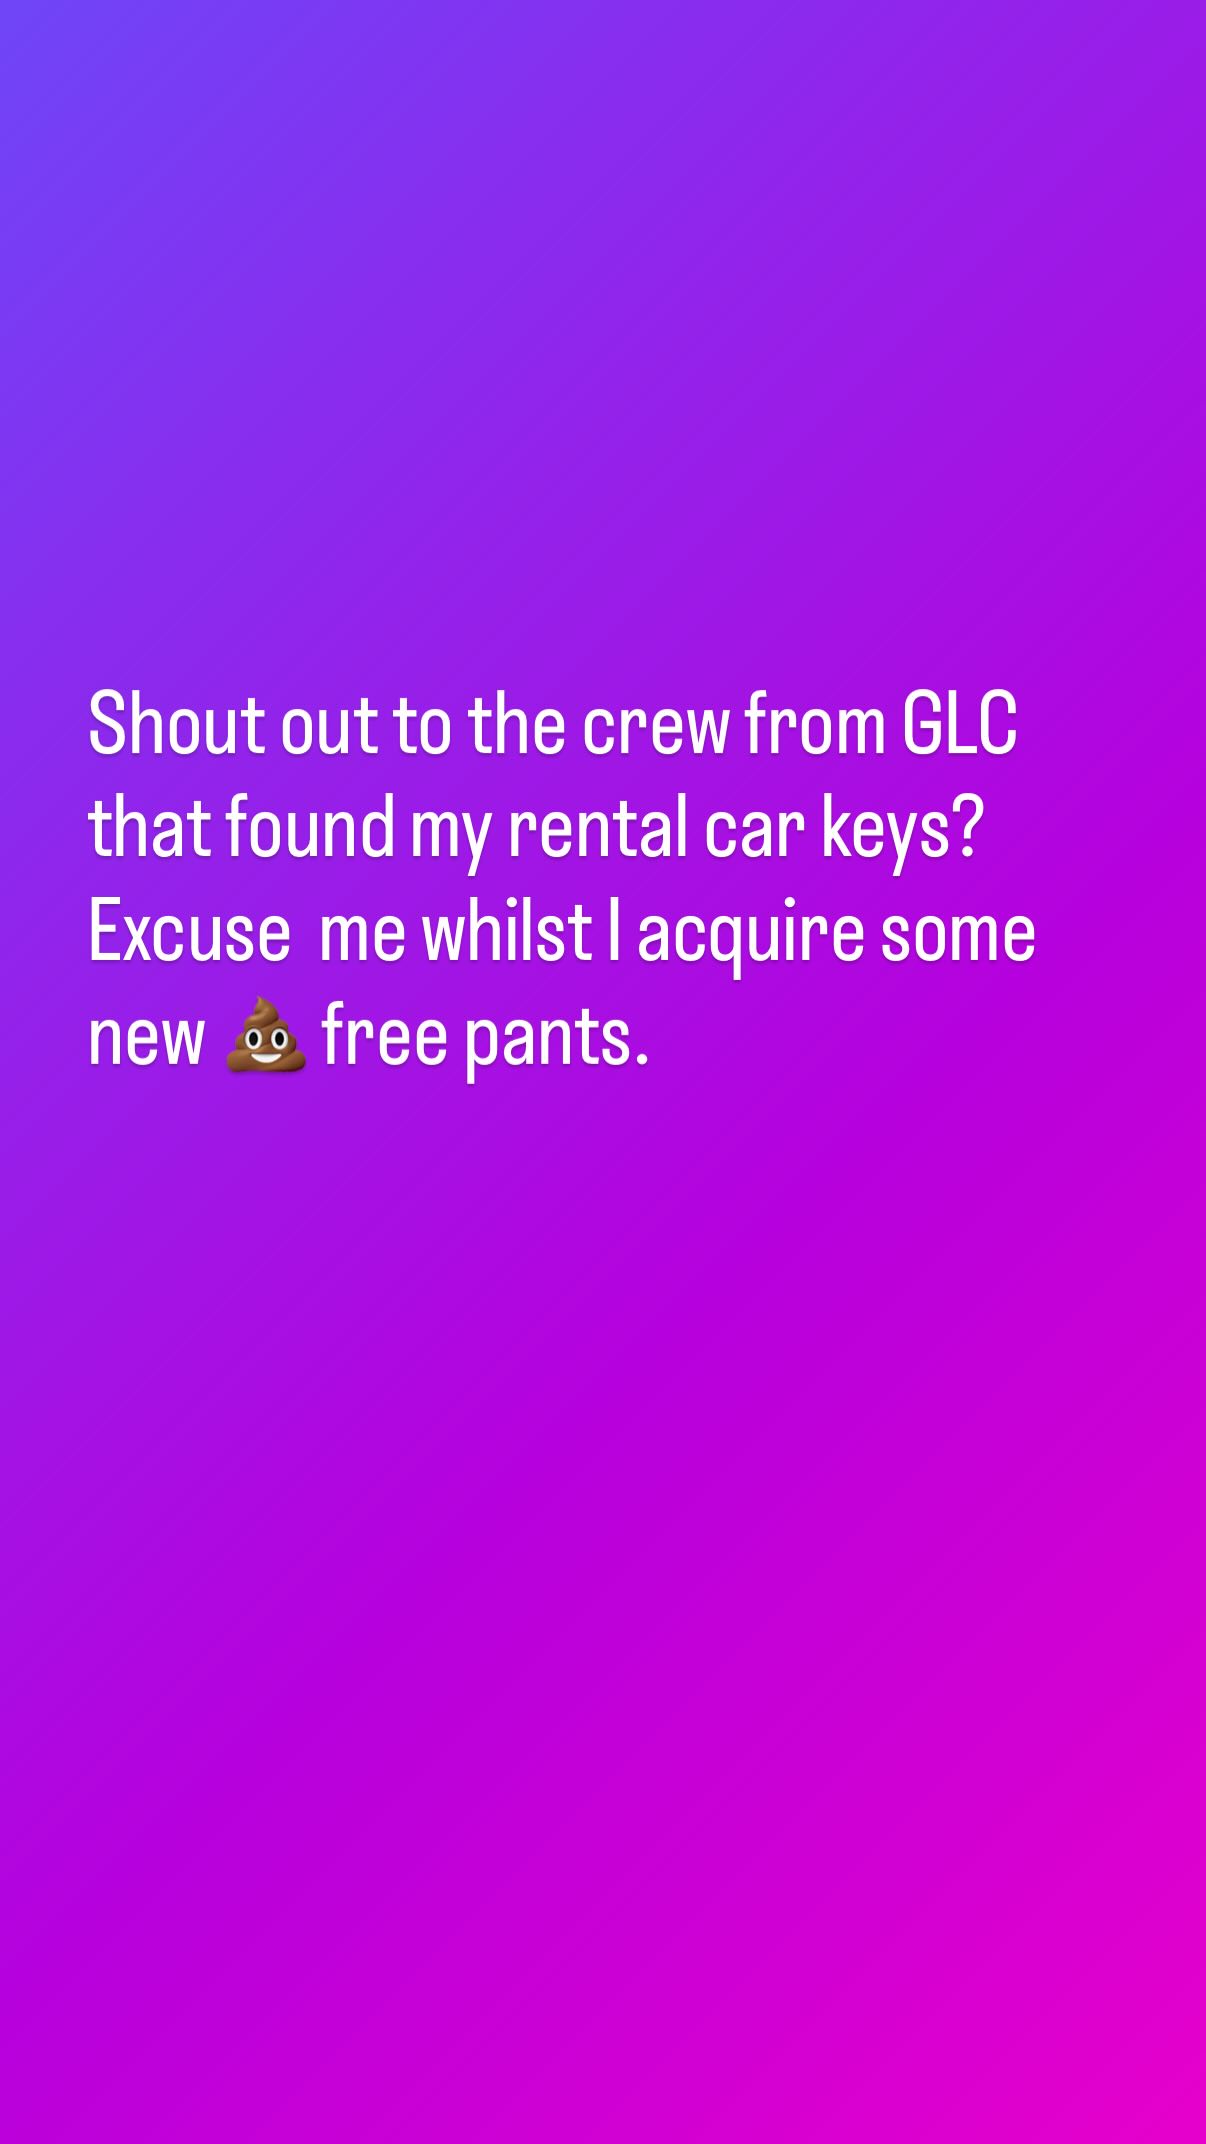 Shout out to the crew from GLC
that found my rental car keys?
Excuse  me whilst I acquire some
new 💩 free pants.